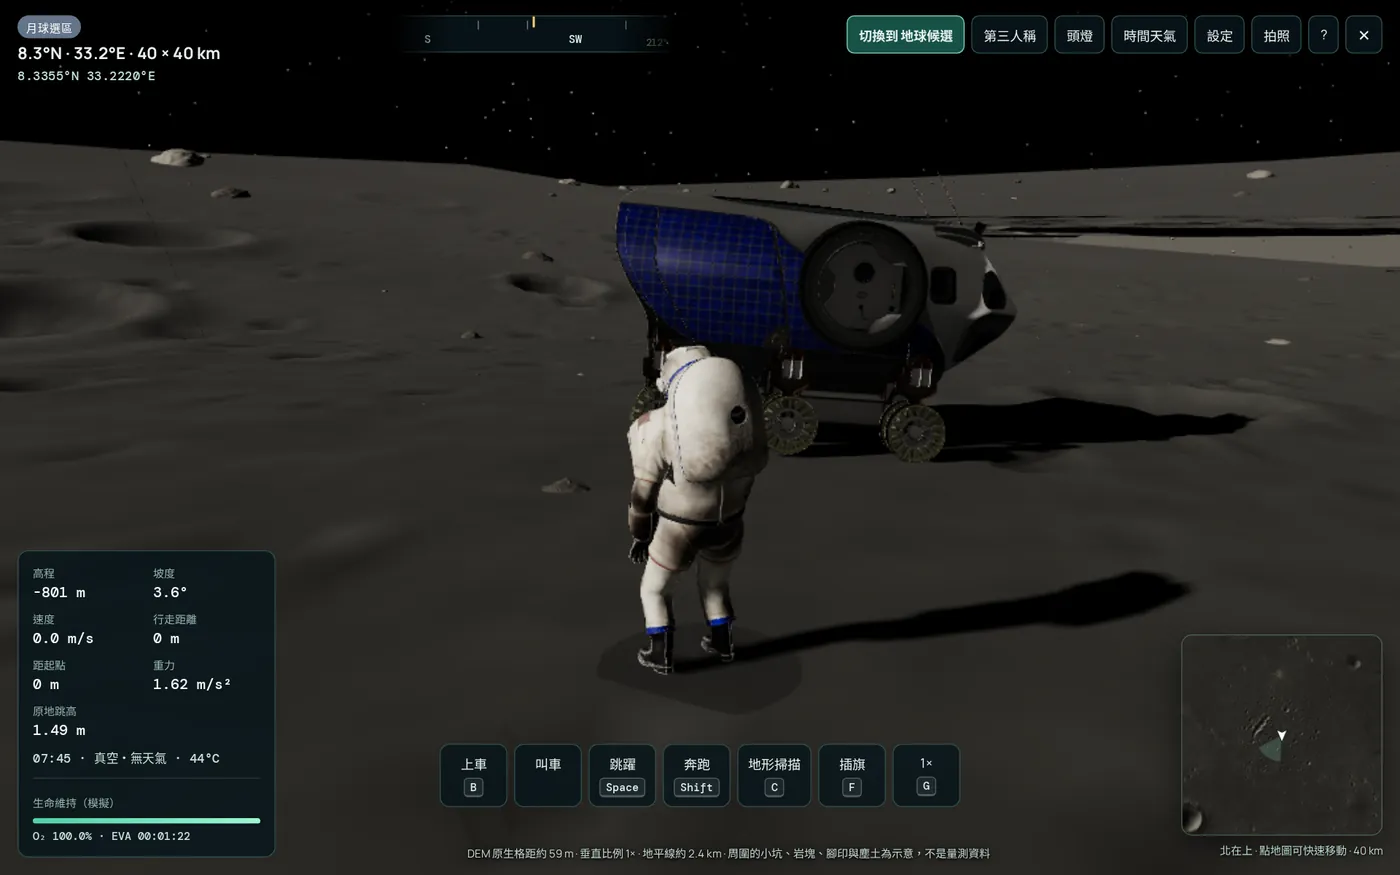 月球選區
8.3°N · 33.2°E · 40 × 40 km
8.3355°N 33.2220°E
S
SW
212°
切換到 地球候選
第三人稱
頭燈
時間天氣
設定
拍照
?
✕
高程
坡度
-801 m
3.6°
速度
行走距離
0.0 m/s
0 m
距起點
重力
0 m
1.62 m/s²
原地跳高
1.49 m
07:45 · 真空・無天氣 · 44°C
生命維持（模擬）
O₂ 100.0% · EVA 00:01:22
上車
B
叫車
跳躍
Space
奔跑
Shift
地形掃描
C
插旗
F
1×
G
DEM 原生格距約 59 m · 垂直比例 1× · 地平線約 2.4 km · 周圍的小坑、岩塊、腳印與塵土為示意，不是量測資料
北在上 · 點地圖可快速移動 · 40 km